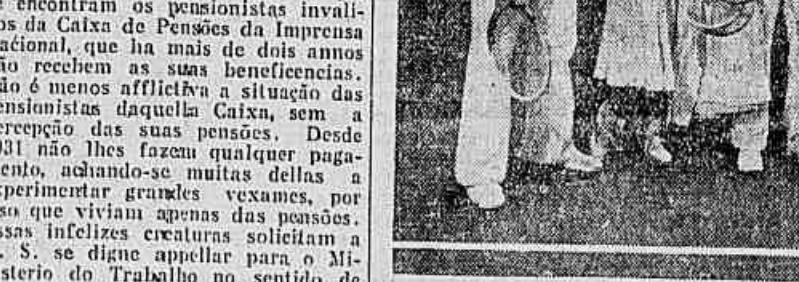 encontram os pensionistas invali-
os da Caixa de Pensões da Imprensa
acional, que ha mais de dois annos
ão recebem as suas beneficencias.
ão é menos afflictiva a situação das
ensionistas daquella Caixa, sem a
ercepção das suas pensões. Desde
931 não lhes fazem qualquer paga-
ento, achando-se muitas dellas a
xperimentar grandes vexames, por
so que viviam apenas das pensões.
ssas infelizes creaturas solicitam a
. S. se digne appellar para o Mi-
isterio do Trabalho no sentido de